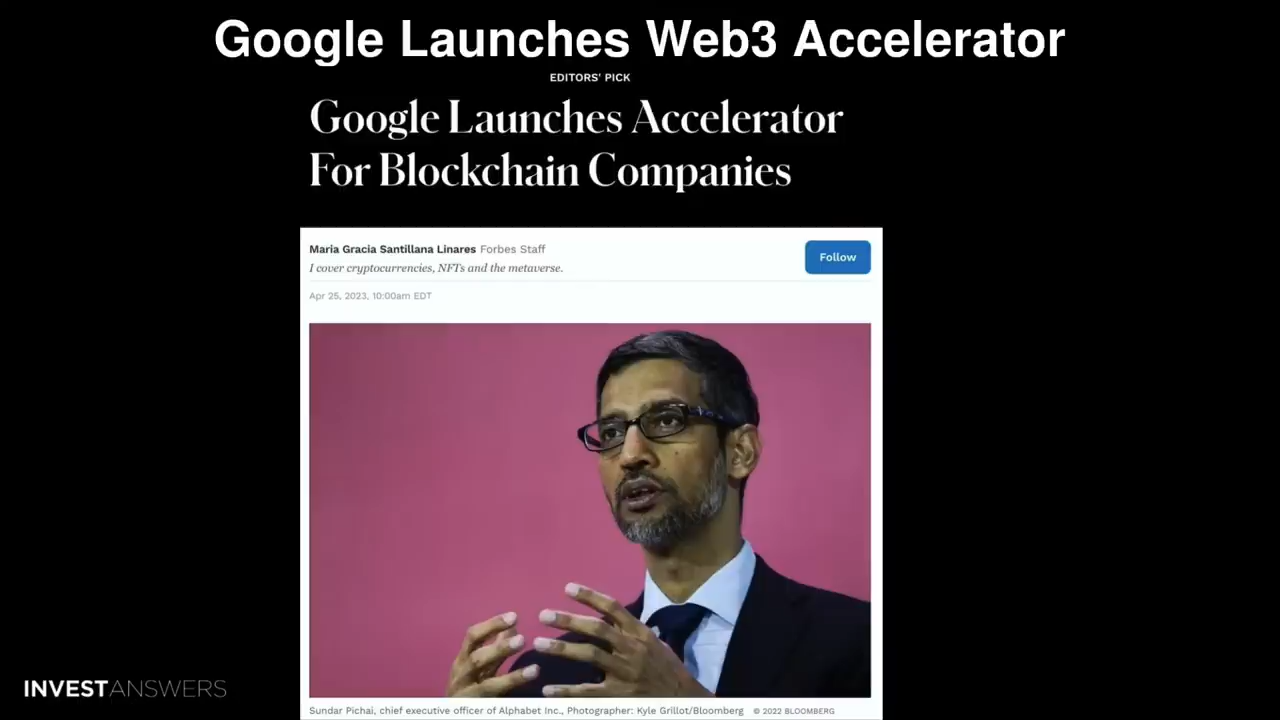 Google Launches Web3 Accelerator
EDITORS' PICK
Google Launches Accelerator
For Blockchain Companies
Maria Gracia Santillana Linares Forbes Staff
Follow
I cover cryptocurrencies, NFTs and the metaverse.
Apr 25, 2023, 10:00am EDT
INVESTANSWERS
Sundar Pichai, chief executive officer of Alphabet Inc., Photographer: Kyle Grillot/Bloomberg © 2022 BLOOMBERG